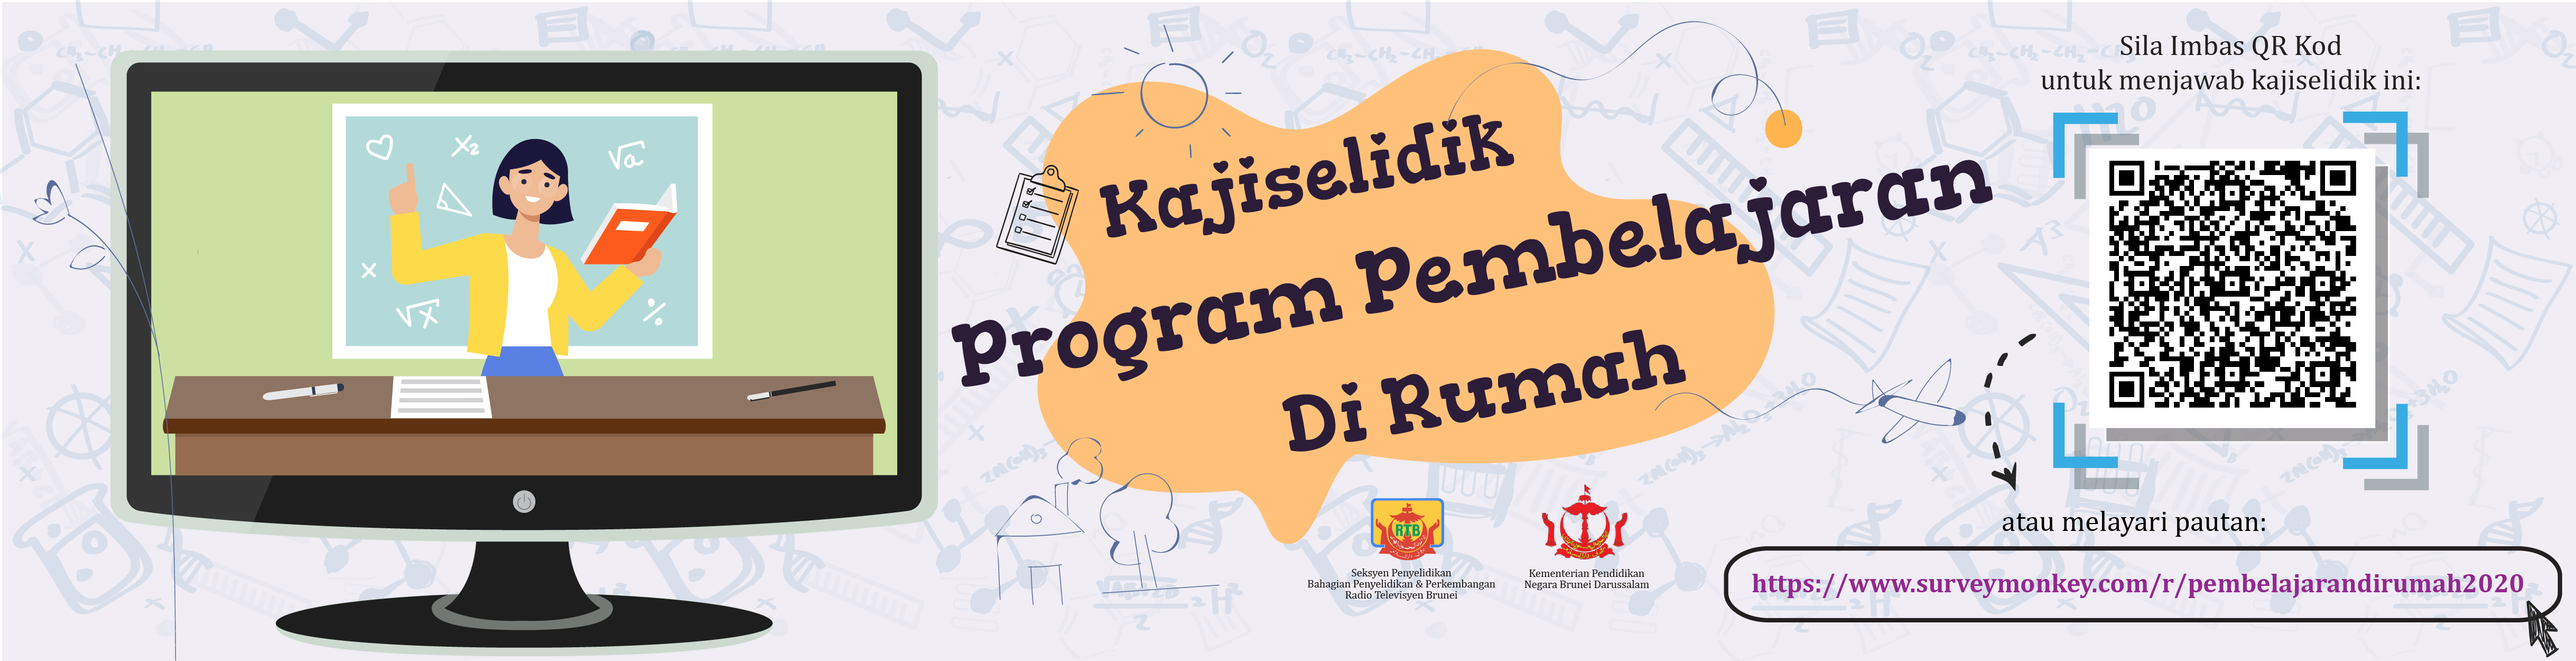 Kajiselidik
Program Pembelajaran
Di Rumah
x₂
√a
x
√x
%
RTB
Seksyen Penyelidikan
Bahagian Penyelidikan & Perkembangan
Radio Televisyen Brunei
Kementerian Pendidikan
Negara Brunei Darussalam
Sila Imbas QR Kod
untuk menjawab kajiselidik ini:
atau melayari pautan:
https://www.surveymonkey.com/r/pembelajarandirumah2020